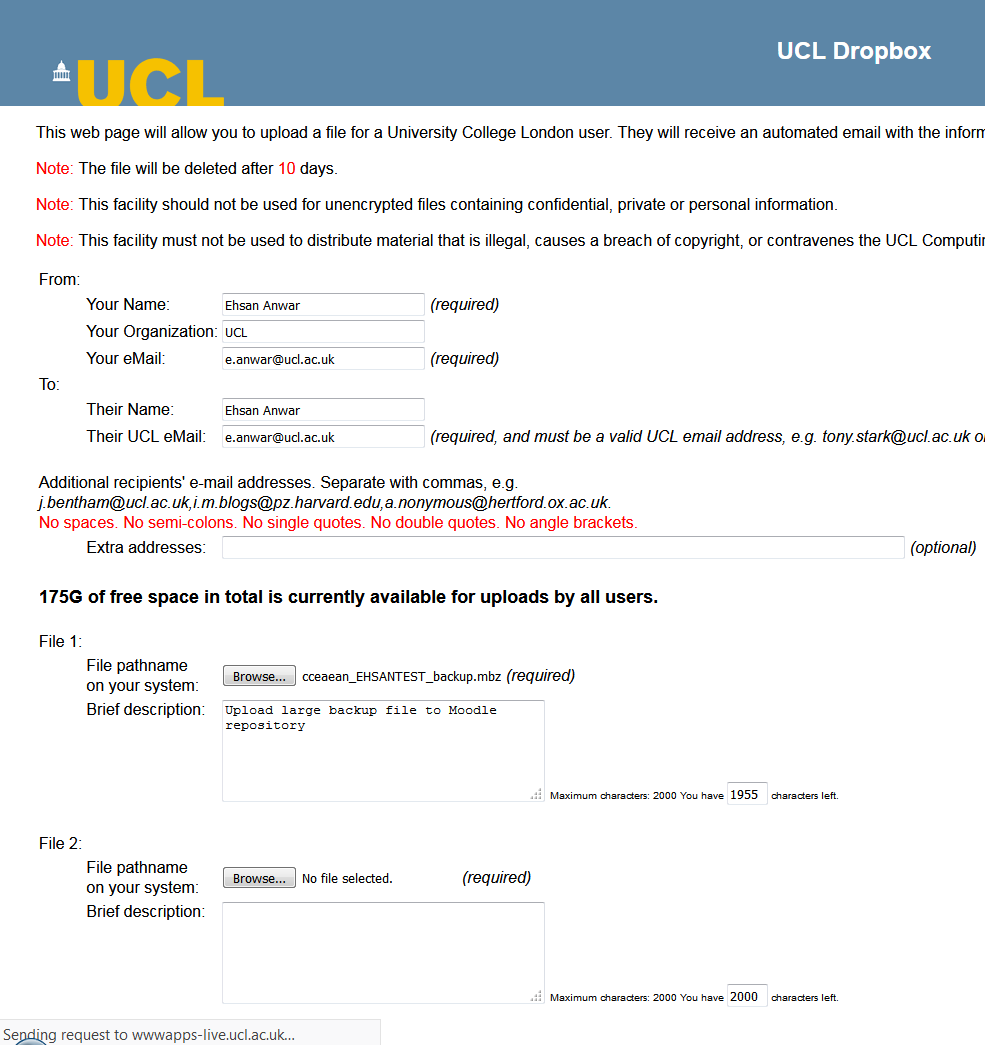 UCL Dropbox
UCL
This web page will allow you to upload a file for a University College London user. They will receive an automated email with the
Note: The file will be deleted after 10 days.
Note: This facility should not be used for unencrypted files containing confidential, private or personal information.
Note: This facility must not be used to distribute material that is illegal, causes a breach of copyright, or contravenes the UCL
From:
Your Name: Ehsan Anwar (required)
Your Organization: UCL
Your eMail: e.anwar@ucl.ac.uk (required)
To:
Their Name: Ehsan Anwar
Their UCL eMail: e.anwar@ucl.ac.uk (required, and must be a valid UCL email address, e.g. tony.stark@ucl.ac.uk
Additional recipients' e-mail addresses. Separate with commas, e.g.
j.bentham@ucl.ac.uk,i.m.blogs@pz.harvard.edu,a.nonymous@hertford.ox.ac.uk.
No spaces. No semi-colons. No single quotes. No double quotes. No angle brackets.
Extra addresses: (optional)
175G of free space in total is currently available for uploads by all users.
File 1:
File pathname
on your system: Browse... cceaean_EHSANTEST_backup.mbz (required)
Brief description: Upload large backup file to Moodle
repository
Maximum characters: 2000 You have 1955 characters left.
File 2:
File pathname
on your system: Browse... No file selected. (required)
Brief description:
Maximum characters: 2000 You have 2000 characters left.
Sending request to wwwapps-live.ucl.ac.uk...